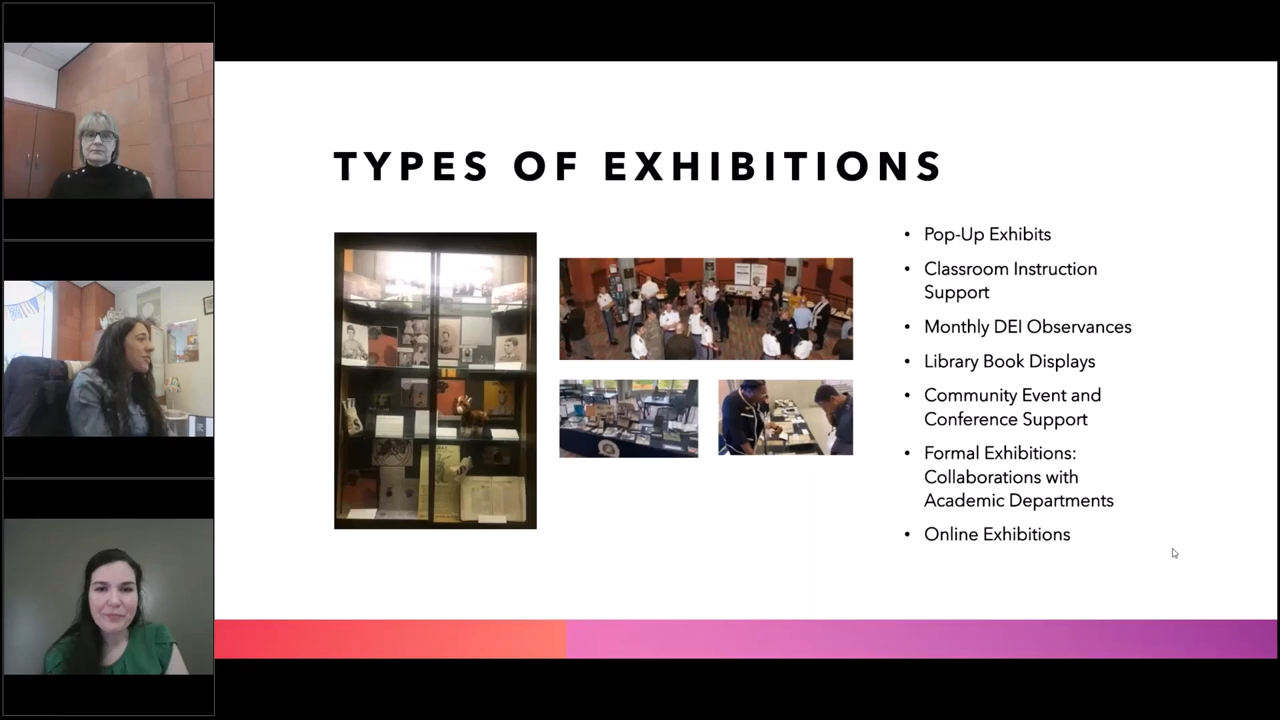 TYPES OF EXHIBITIONS
• Pop-Up Exhibits
• Classroom Instruction
Support
• Monthly DEI Observances
• Library Book Displays
• Community Event and
Conference Support
• Formal Exhibitions:
Collaborations with
Academic Departments
• Online Exhibitions